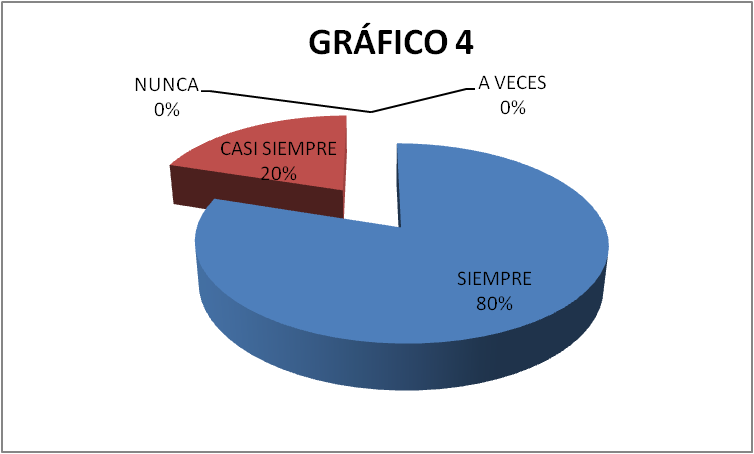 GRÁFICO 4
NUNCA
0%
A VECES
0%
CASI SIEMPRE
20%
SIEMPRE
80%